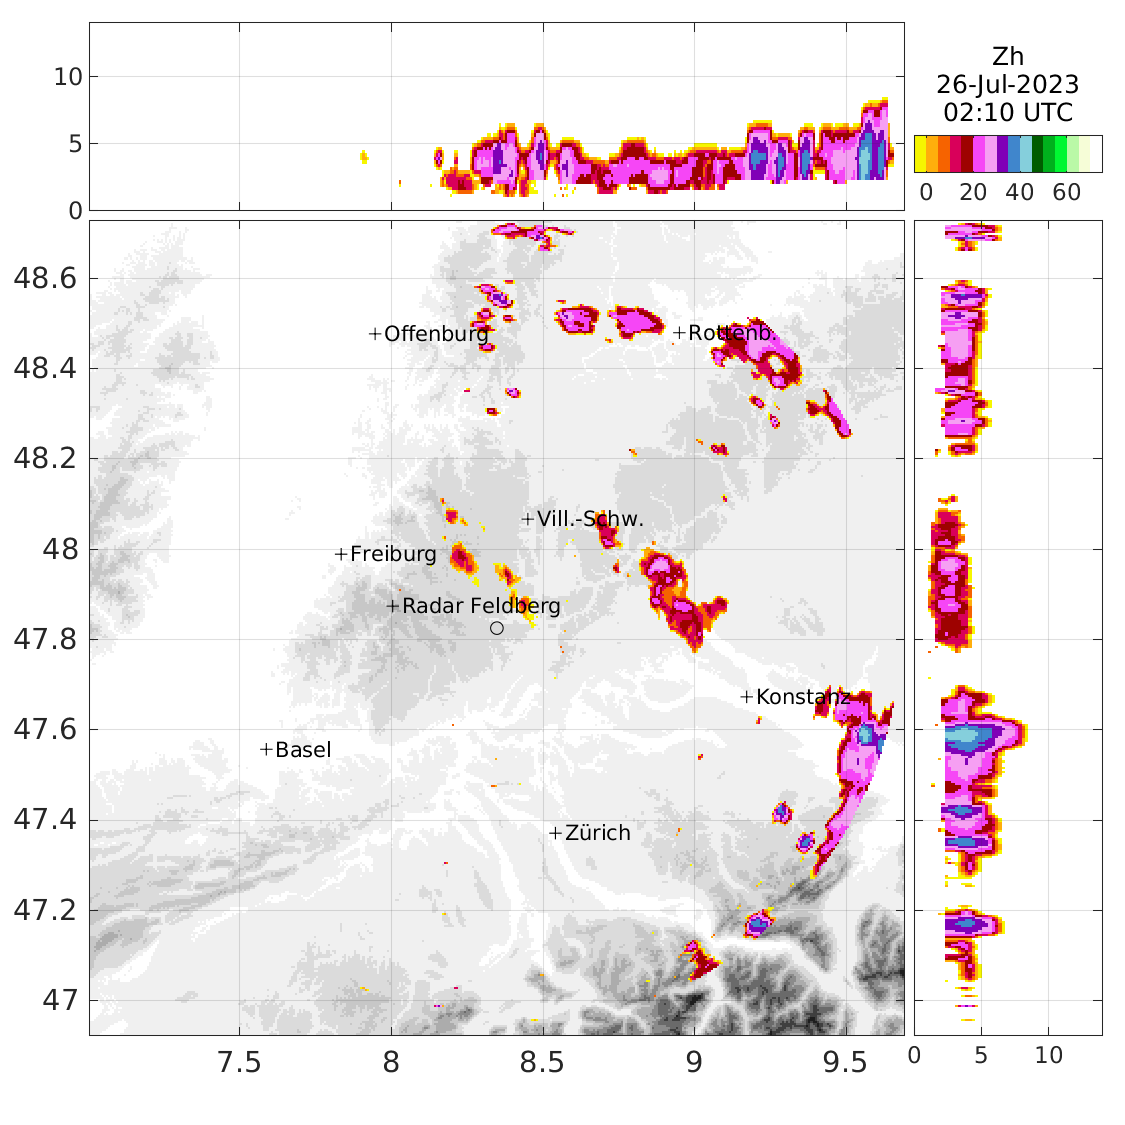 Zh
26-Jul-2023
02:10 UTC
10
5
0
0 20 40 60
48.6
48.4
48.2
48
47.8
47.6
47.4
47.2
47
+Offenburg
+Rottenb.
+Vill.-Schw.
+Freiburg
+Radar Feldberg
+Konstanz
+Basel
+Zürich
7.5 8 8.5 9 9.5
0 5 10